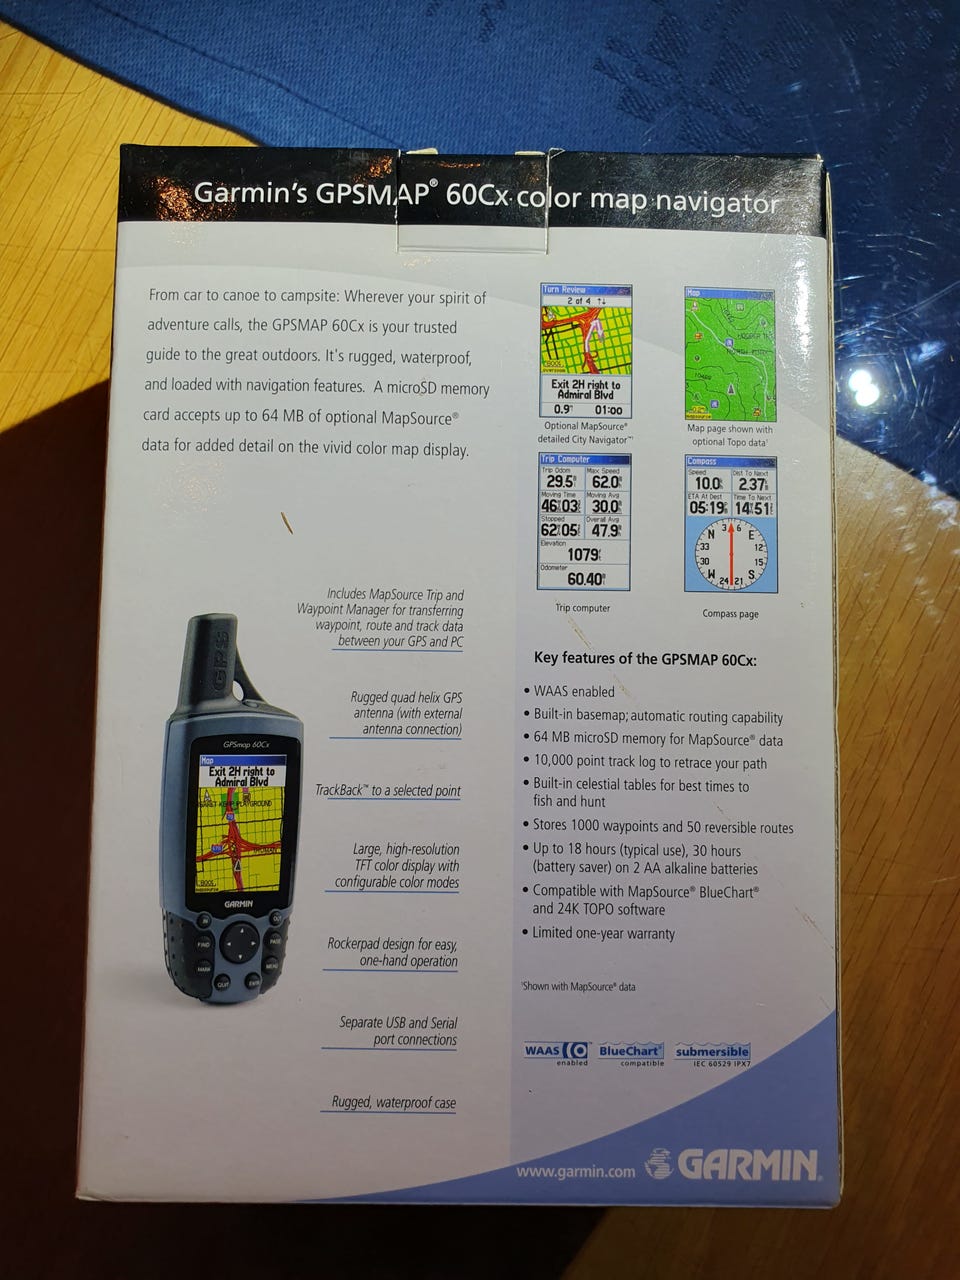 Garmin's GPSMAP® 60Cx color map navigator
From car to canoe to campsite: Wherever your spirit of
adventure calls, the GPSMAP 60Cx is your trusted
guide to the great outdoors. It's rugged, waterproof,
and loaded with navigation features. A microSD memory
card accepts up to 64 MB of optional MapSource®
data for added detail on the vivid color map display.
Turn Review
2 of 4
Exit 2H right to
Admiral Blvd
0.9 01:00
Optional MapSource®
detailed City Navigator™
Map
Map page shown with
optional Topo data¹
Trip Computer
Trip Odom Max Speed
29.5 62.0
Moving Time Moving Avg
46 03 30.0
Stopped Overall Avg
62 05 47.9
Elevation
1079
Odometer
60.40
Trip computer
Compass
Speed Dist To Next
10.0 2.37
ETA At Dest Time To Next
05:19 14 51
3 6
N E
33 12
30 15
W S
24 21
Compass page
Includes MapSource Trip and
Waypoint Manager for transferring
waypoint, route and track data
between your GPS and PC
Rugged quad helix GPS
antenna (with external
antenna connection)
TrackBack™ to a selected point
Large, high-resolution
TFT color display with
configurable color modes
Rockerpad design for easy,
one-hand operation
Separate USB and Serial
port connections
Rugged, waterproof case
GPS
GPSmap 60Cx
Map
Exit 2H right to
Admiral Blvd
GARMIN
IN OUT
FIND PAGE
MARK MENU
QUIT ENTR
Key features of the GPSMAP 60Cx:
• WAAS enabled
• Built-in basemap; automatic routing capability
• 64 MB microSD memory for MapSource® data
• 10,000 point track log to retrace your path
• Built-in celestial tables for best times to
fish and hunt
• Stores 1000 waypoints and 50 reversible routes
• Up to 18 hours (typical use), 30 hours
(battery saver) on 2 AA alkaline batteries
• Compatible with MapSource® BlueChart®
and 24K TOPO software
• Limited one-year warranty
¹Shown with MapSource® data
WAAS enabled
BlueChart® compatible
submersible IEC 60529 IPX7
www.garmin.com GARMIN